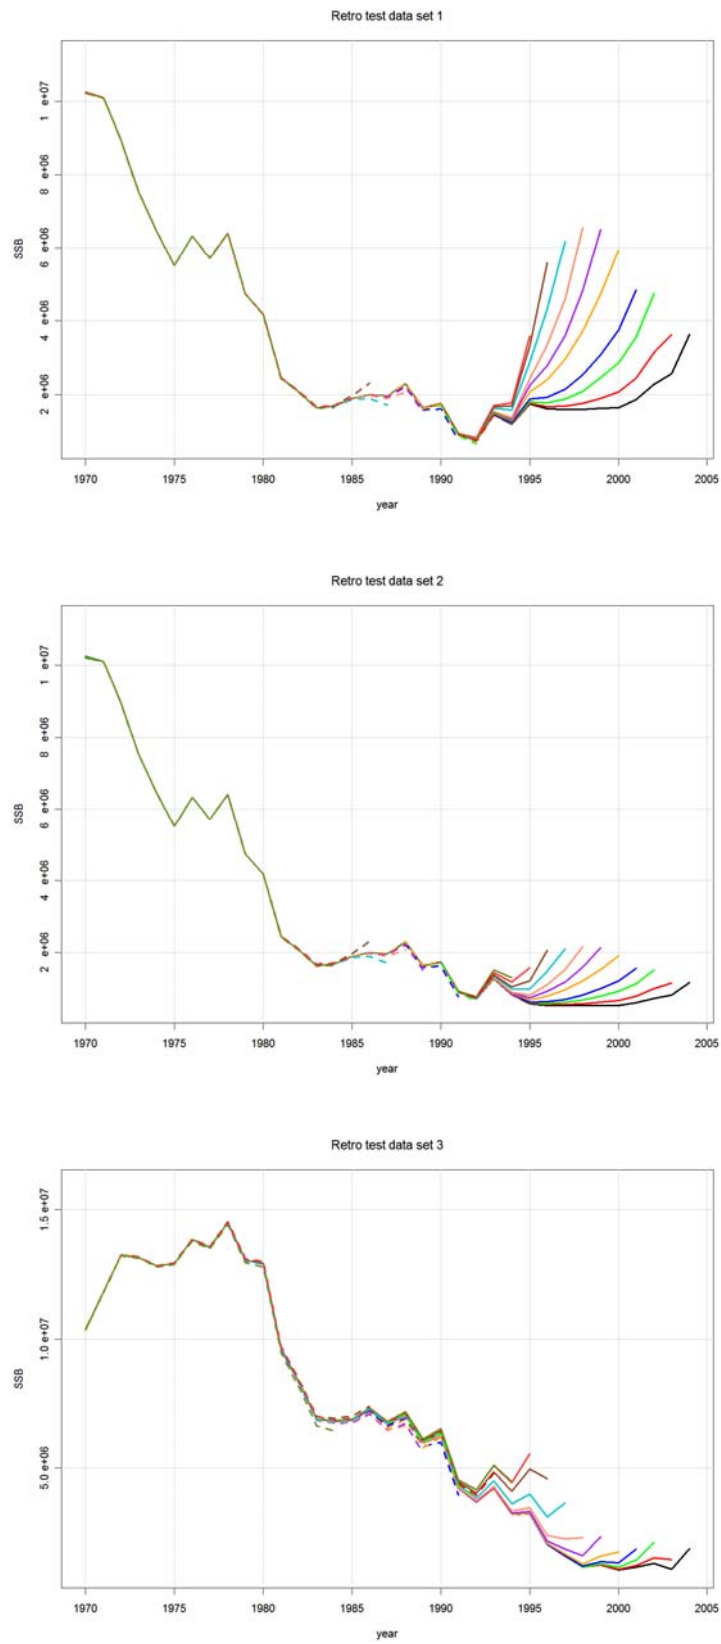 Retro test data set 1
1 e+07
8 e+06
6 e+06
4 e+06
2 e+06
SSB
1970 1975 1980 1985 1990 1995 2000 2005
year
Retro test data set 2
1 e+07
8 e+06
6 e+06
4 e+06
2 e+06
SSB
1970 1975 1980 1985 1990 1995 2000 2005
year
Retro test data set 3
1.5 e+07
1.0 e+07
5.0 e+06
SSB
1970 1975 1980 1985 1990 1995 2000 2005
year